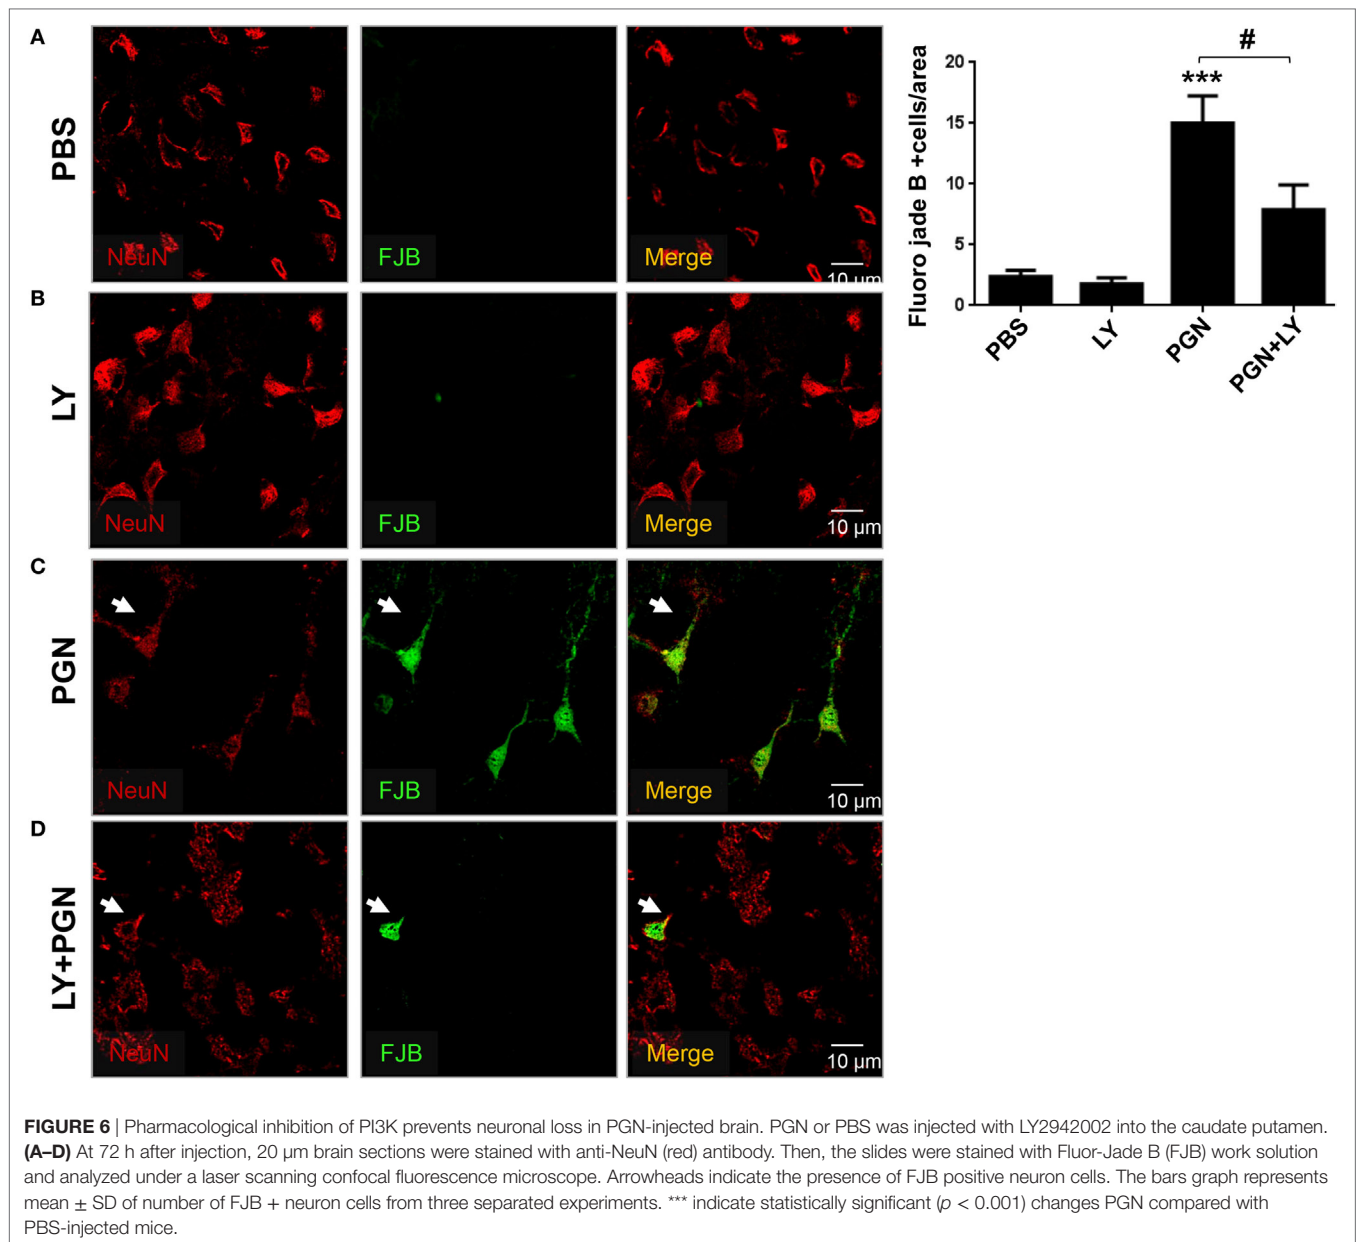 A
PBS
NeuN
FJB
Merge
10 µm
B
LY
NeuN
FJB
Merge
10 µm
C
PGN
NeuN
FJB
Merge
10 µm
D
LY+PGN
NeuN
FJB
Merge
10 µm
Fluoro jade B +cells/area
20
15
10
5
0
***
#
PBS
LY
PGN
PGN+LY
FIGURE 6 | Pharmacological inhibition of PI3K prevents neuronal loss in PGN-injected brain. PGN or PBS was injected with LY2942002 into the caudate putamen.
(A–D) At 72 h after injection, 20 µm brain sections were stained with anti-NeuN (red) antibody. Then, the slides were stained with Fluor-Jade B (FJB) work solution
and analyzed under a laser scanning confocal fluorescence microscope. Arrowheads indicate the presence of FJB positive neuron cells. The bars graph represents
mean ± SD of number of FJB + neuron cells from three separated experiments. *** indicate statistically significant (p < 0.001) changes PGN compared with
PBS-injected mice.